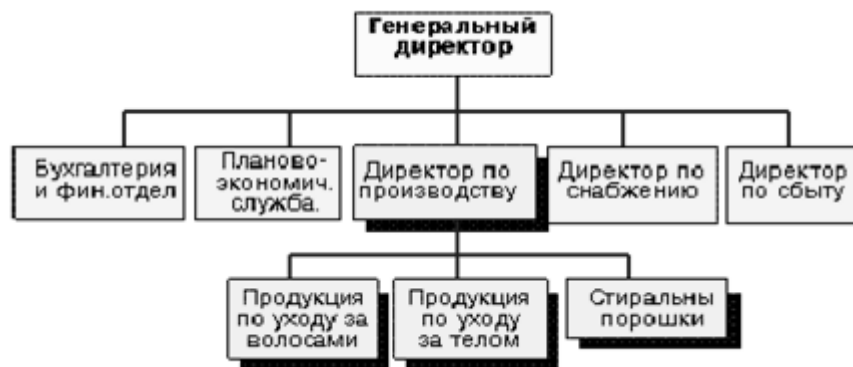 Генеральный
директор
Бухгалтерия
и фин.отдел
Планово-
экономич.
служба.
Директор по
производству
Директор по
снабжению
Директор
по сбыту
Продукция
по уходу за
волосами
Продукция
по уходу
за телом
Стиральны
порошки